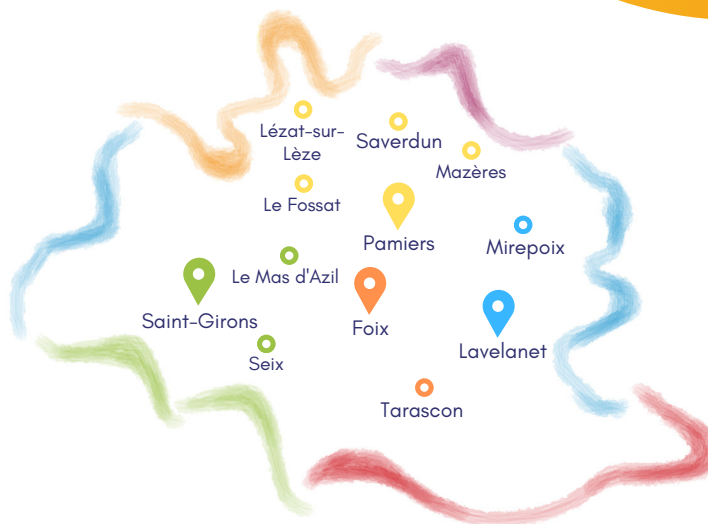 Lézat-sur-
Lèze
Saverdun
Mazères
Le Fossat
Pamiers
Mirepoix
Le Mas d'Azil
Saint-Girons
Foix
Lavelanet
Seix
Tarascon